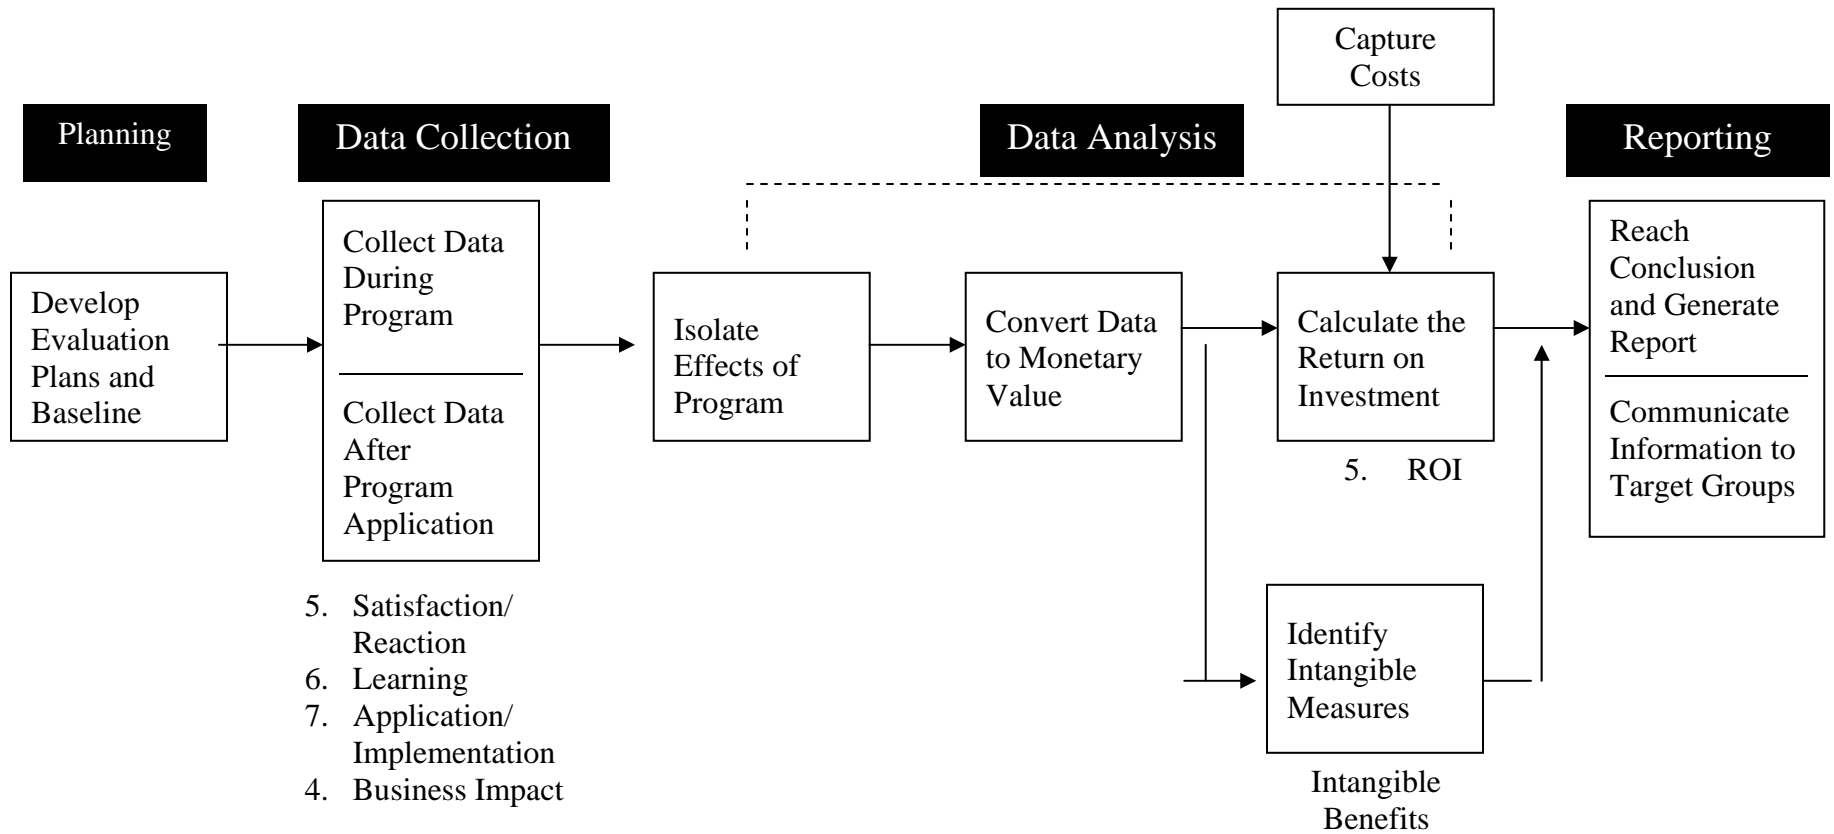 Capture
Costs
Planning
Data Collection
Data Analysis
Reporting
Develop
Evaluation
Plans and
Baseline
Collect Data
During
Program
Collect Data
After
Program
Application
5. Satisfaction/
Reaction
6. Learning
7. Application/
Implementation
4. Business Impact
Isolate
Effects of
Program
Convert Data
to Monetary
Value
Calculate the
Return on
Investment
5. ROI
Identify
Intangible
Measures
Intangible
Benefits
Reach
Conclusion
and Generate
Report
Communicate
Information to
Target Groups